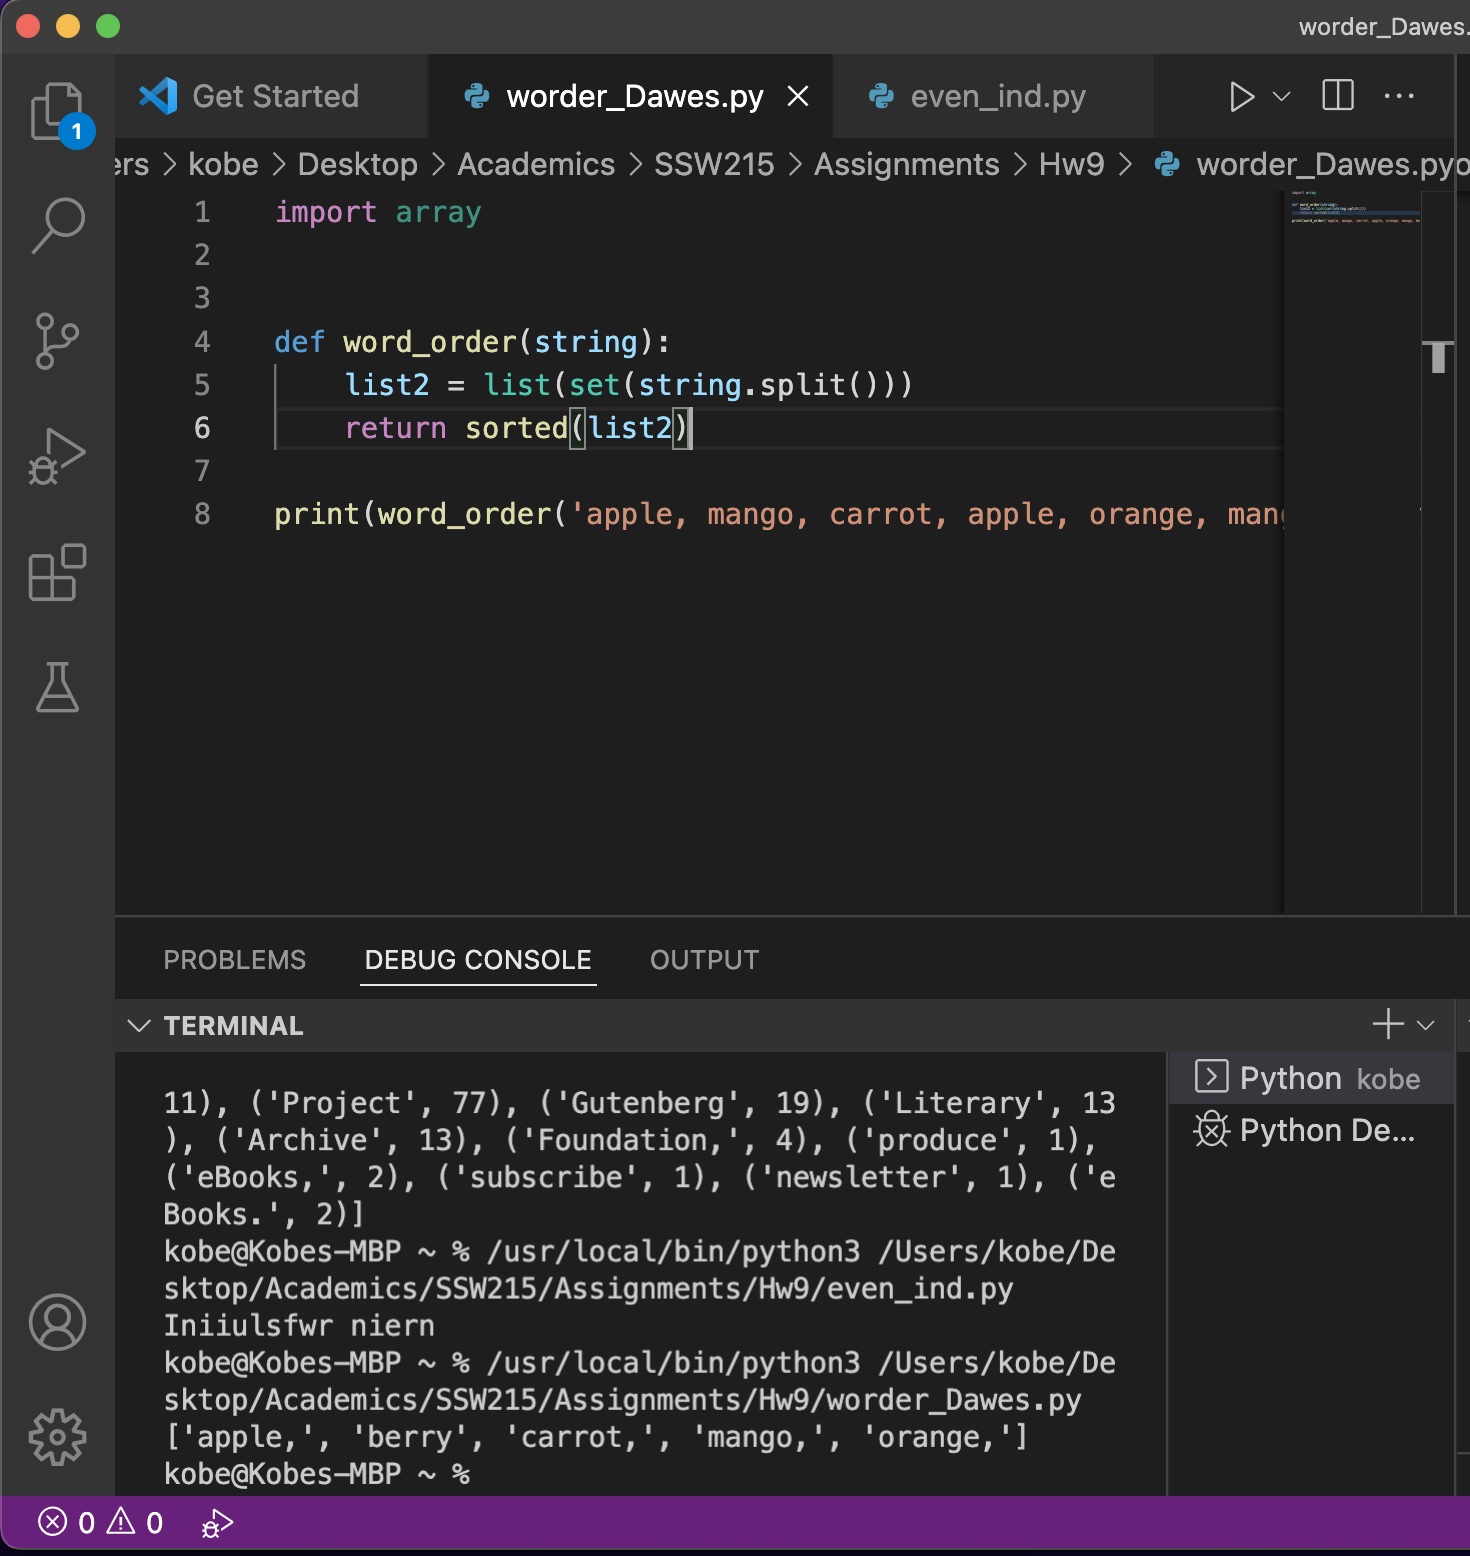 worder_Dawes.
1
Get Started
worder_Dawes.py
even_ind.py
ers > kobe > Desktop > Academics > SSW215 > Assignments > Hw9 > worder_Dawes.py
1 import array
2
3
4 def word_order(string):
5 list2 = list(set(string.split()))
6 return sorted(list2)
7
8 print(word_order('apple, mango, carrot, apple, orange, mang
PROBLEMS DEBUG CONSOLE OUTPUT
TERMINAL
11), ('Project', 77), ('Gutenberg', 19), ('Literary', 13
), ('Archive', 13), ('Foundation,', 4), ('produce', 1),
('eBooks,', 2), ('subscribe', 1), ('newsletter', 1), ('e
Books.', 2)]
kobe@Kobes-MBP ~ % /usr/local/bin/python3 /Users/kobe/De
sktop/Academics/SSW215/Assignments/Hw9/even_ind.py
Iniiulsfwr niern
kobe@Kobes-MBP ~ % /usr/local/bin/python3 /Users/kobe/De
sktop/Academics/SSW215/Assignments/Hw9/worder_Dawes.py
['apple,', 'berry', 'carrot,', 'mango,', 'orange,']
kobe@Kobes-MBP ~ %
Python kobe
Python De...
0 0